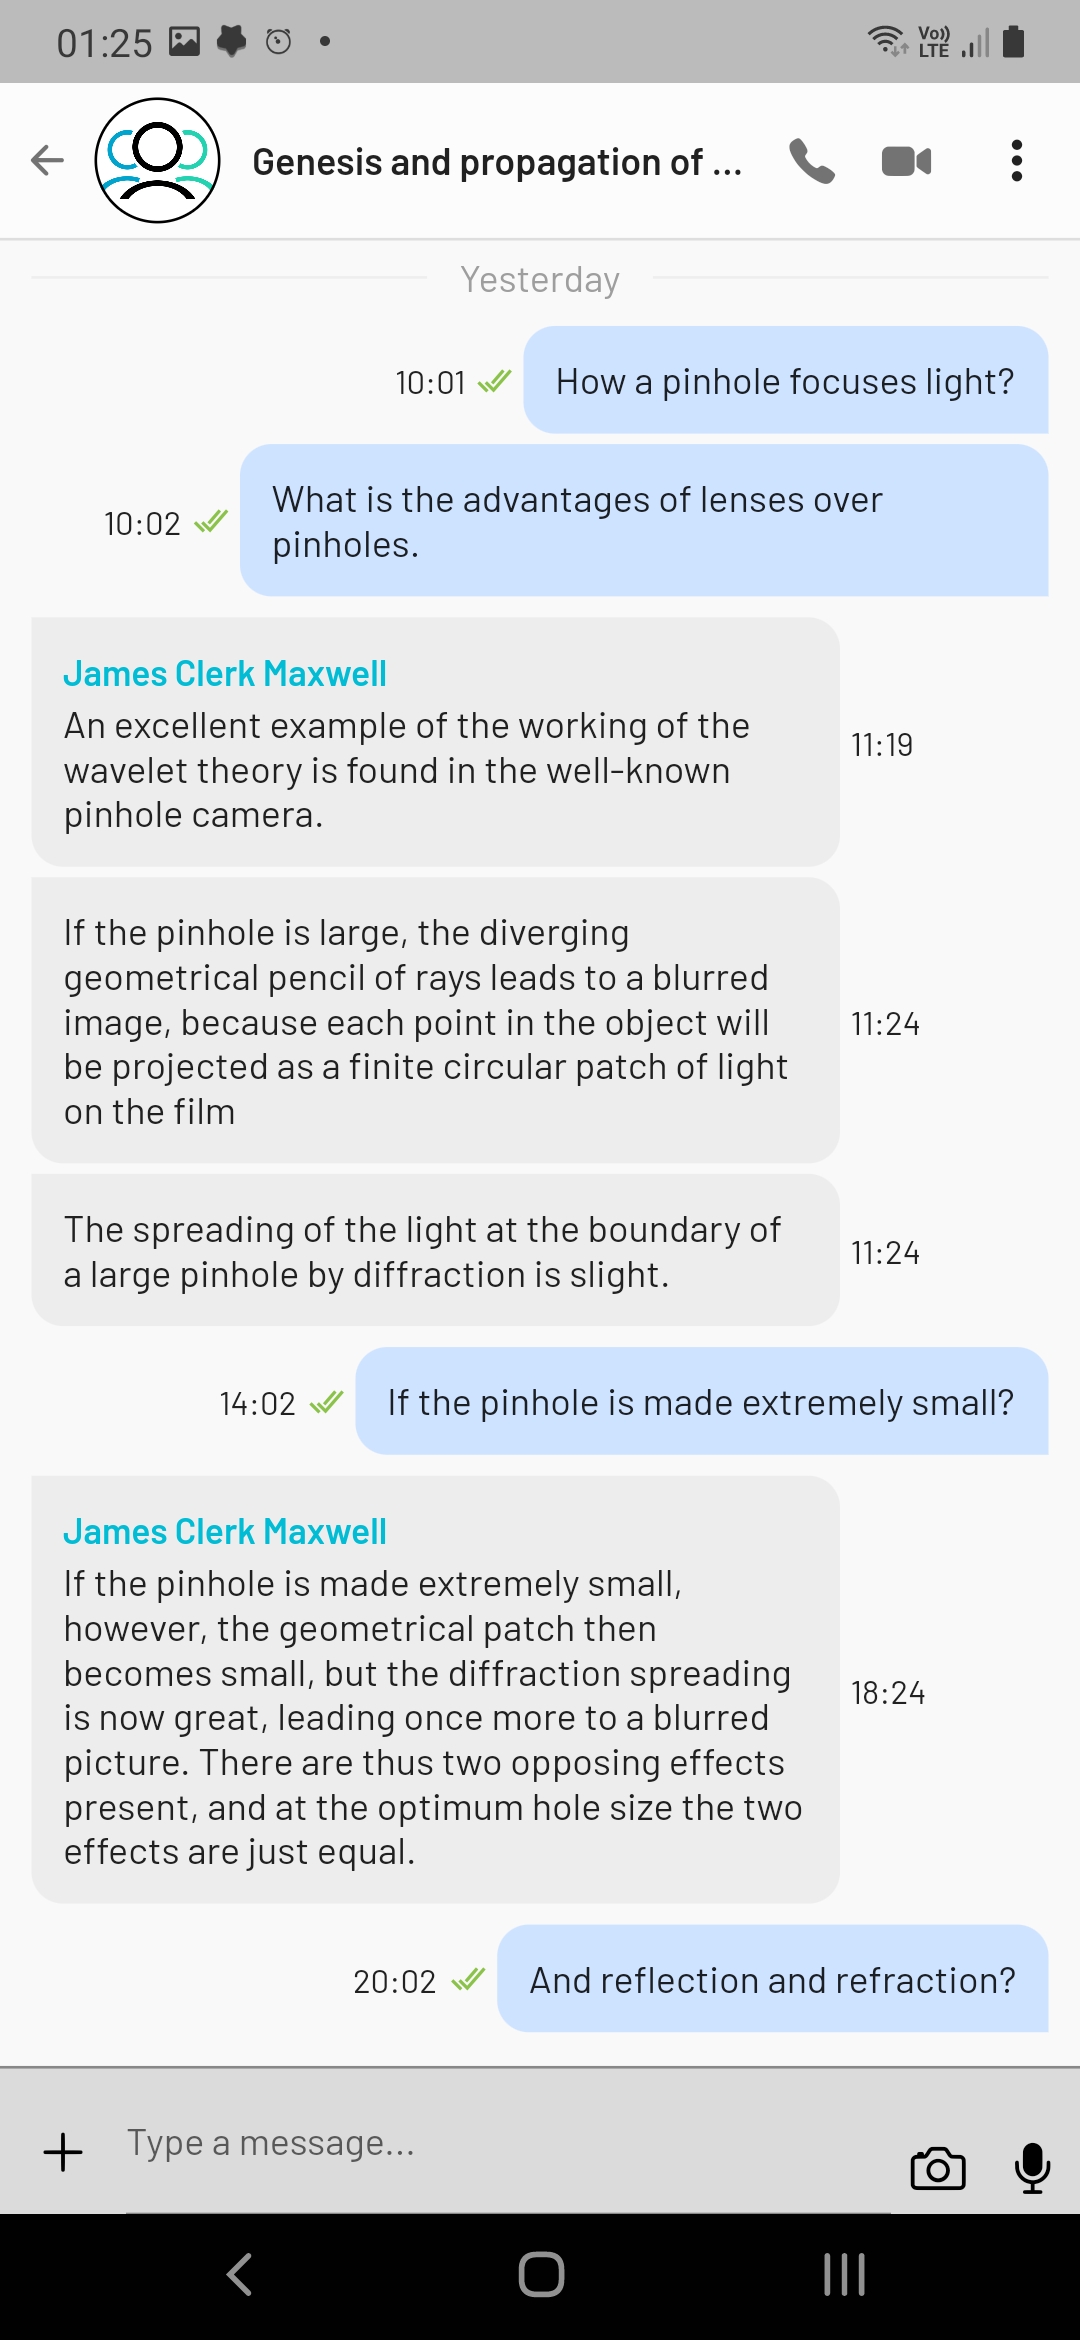 01:25
Vo))
LTE
Genesis and propagation of ...
Yesterday
10:01
How a pinhole focuses light?
What is the advantages of lenses over
pinholes.
10:02
James Clerk Maxwell
An excellent example of the working of the
wavelet theory is found in the well-known
pinhole camera.
11:19
If the pinhole is large, the diverging
geometrical pencil of rays leads to a blurred
image, because each point in the object will
be projected as a finite circular patch of light
on the film
11:24
The spreading of the light at the boundary of
a large pinhole by diffraction is slight.
11:24
14:02
If the pinhole is made extremely small?
James Clerk Maxwell
If the pinhole is made extremely small,
however, the geometrical patch then
becomes small, but the diffraction spreading
is now great, leading once more to a blurred
picture. There are thus two opposing effects
present, and at the optimum hole size the two
effects are just equal.
18:24
20:02
And reflection and refraction?
Type a message...